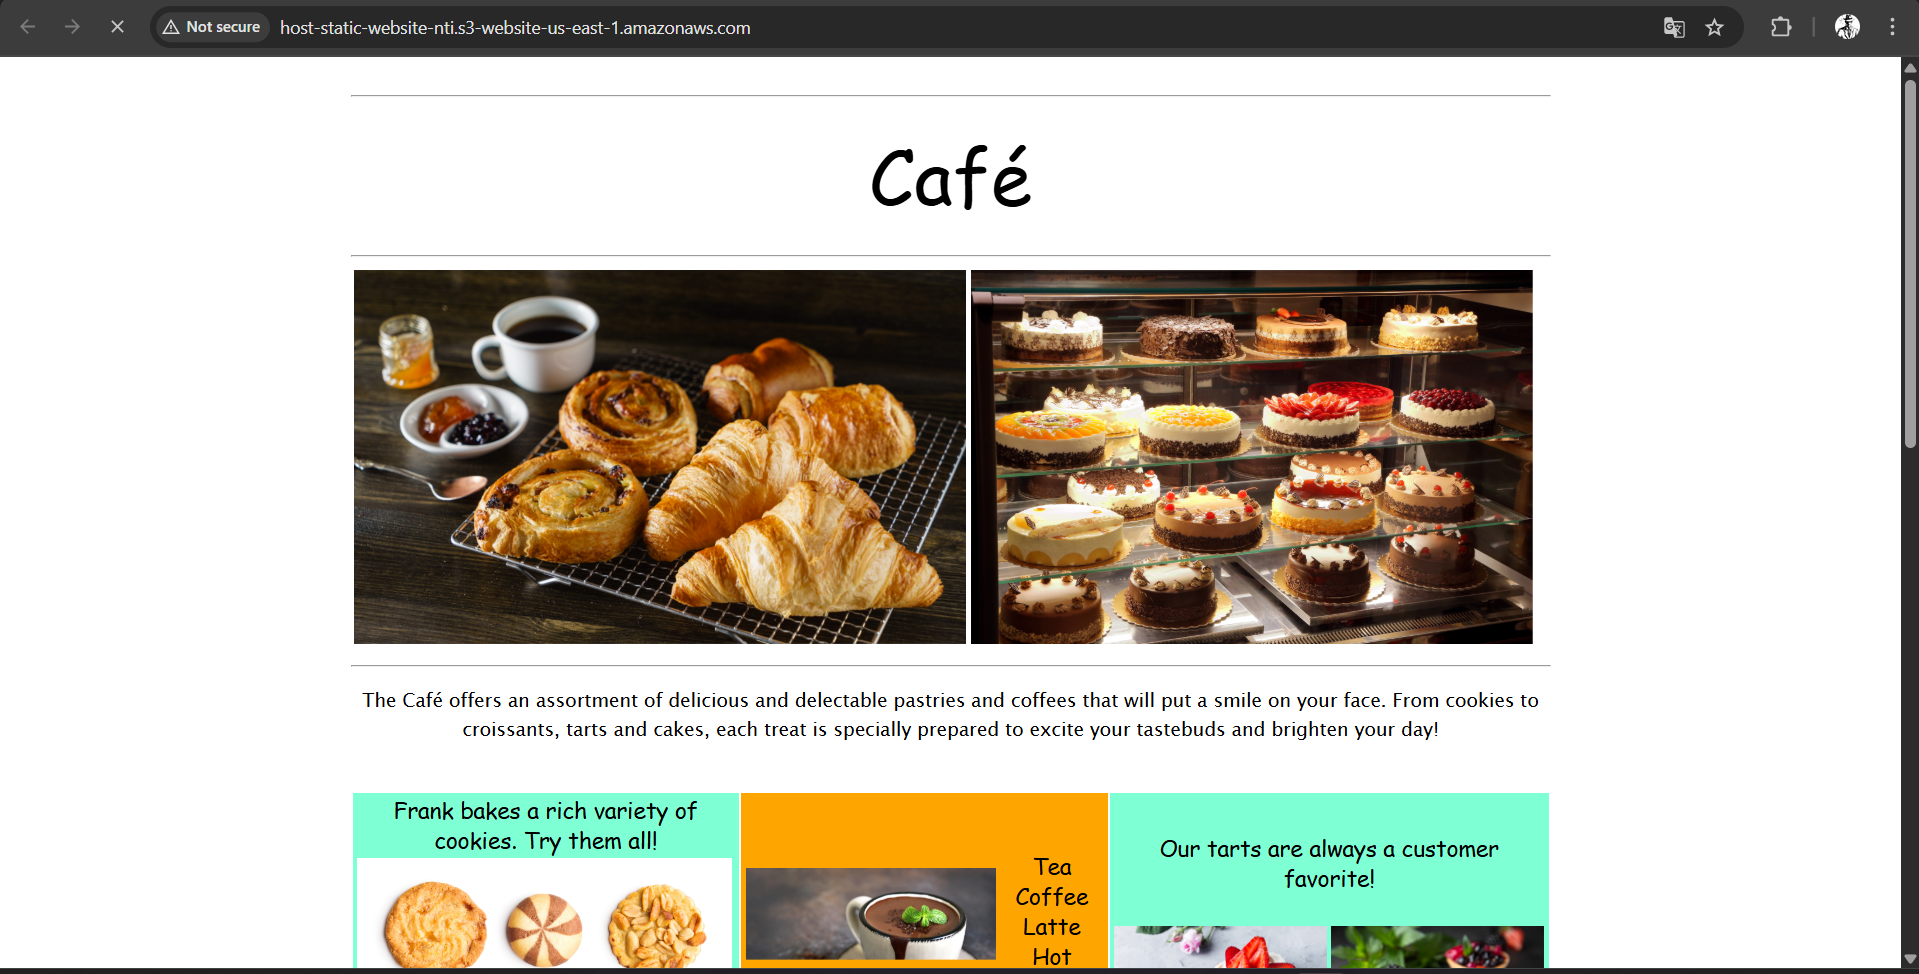 Not secure
host-static-website-nti.s3-website-us-east-1.amazonaws.com
Café
The Café offers an assortment of delicious and delectable pastries and coffees that will put a smile on your face. From cookies to
croissants, tarts and cakes, each treat is specially prepared to excite your tastebuds and brighten your day!
Frank bakes a rich variety of
cookies. Try them all!
Tea
Coffee
Latte
Hot
Our tarts are always a customer
favorite!